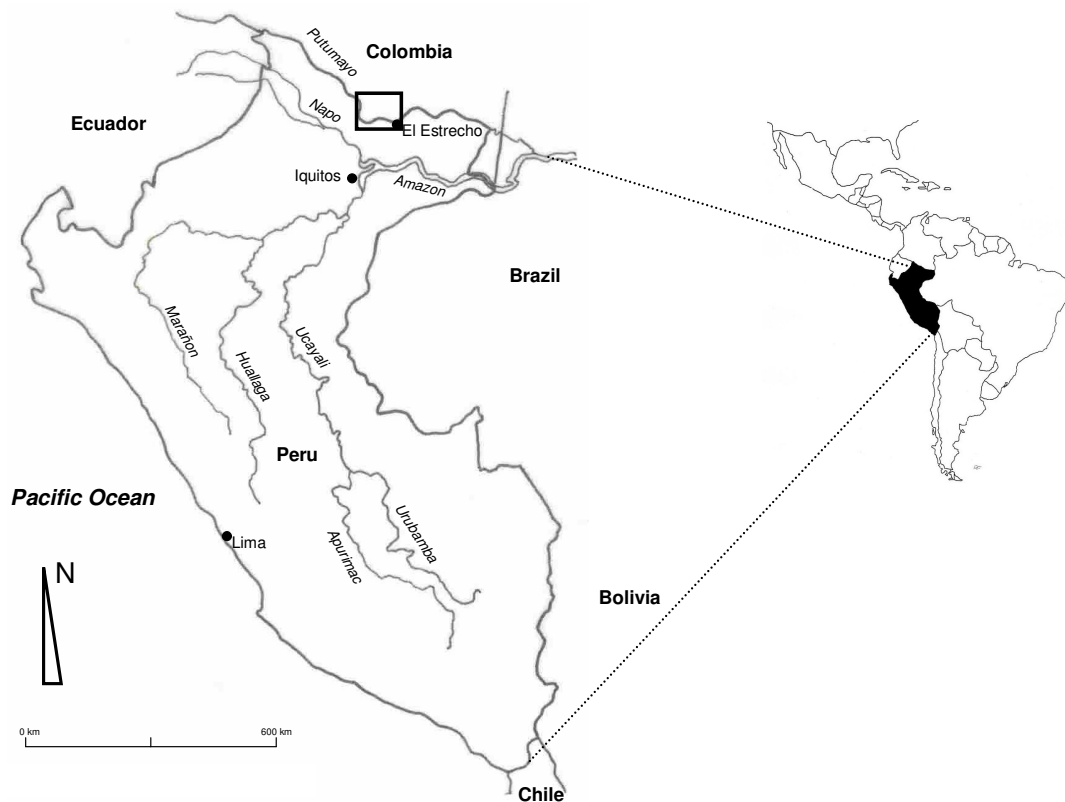 Putumayo
Colombia
Ecuador
Napo
El Estrecho
Iquitos
Amazon
Brazil
Marañon
Huallaga
Ucayali
Peru
Pacific Ocean
Lima
Apurimac
Urubamba
N
Bolivia
0 km
600 km
Chile